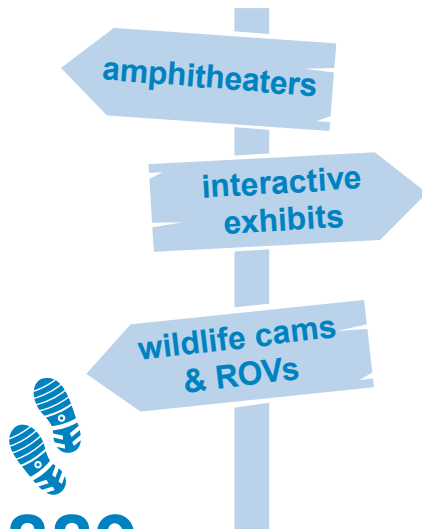 amphitheaters
interactive
exhibits
wildlife cams
& ROVs